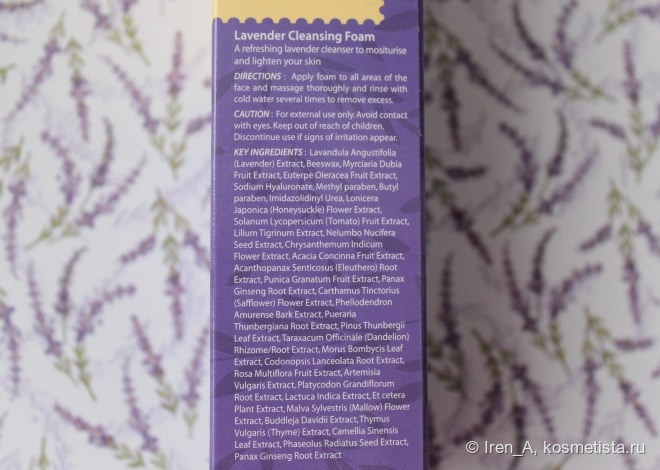 Lavender Cleansing Foam
A refreshing lavender cleanser to mositurise
and lighten your skin
DIRECTIONS : Apply foam to all areas of the
face and massage thoroughly and rinse with
cold water several times to remove excess.
CAUTION : For external use only. Avoid contact
with eyes. Keep out of reach of children.
Discontinue use if signs of irritation appear.
KEY INGREDIENTS : Lavandula Angustifolia
(Lavender) Extract, Beeswax, Myrciaria Dubia
Fruit Extract, Euterpe Oleracea Fruit Extract,
Sodium Hyaluronate, Methyl paraben, Butyl
paraben, Imidazolidinyl Urea, Lonicera
Japonica (Honeysuckle) Flower Extract,
Solanum Lycopersicum (Tomato) Fruit Extract,
Lilium Tigrinum Extract, Nelumbo Nucifera
Seed Extract, Chrysanthemum Indicum
Flower Extract, Acacia Concinna Fruit Extract,
Acanthopanax Senticosus (Eleuthero) Root
Extract, Punica Granatum Fruit Extract, Panax
Ginseng Root Extract, Carthamus Tinctorius
(Safflower) Flower Extract, Phellodendron
Amurense Bark Extract, Pueraria
Thunbergiana Root Extract, Pinus Thunbergii
Leaf Extract, Taraxacum Officinale (Dandelion)
Rhizome/Root Extract, Morus Bombycis Leaf
Extract, Codonopsis Lanceolata Root Extract,
Rosa Multiflora Fruit Extract, Artemisia
Vulgaris Extract, Platycodon Grandiflorum
Root Extract, Lactuca Indica Extract, Et cetera
Plant Extract, Malva Sylvestris (Mallow) Flower
Extract, Buddleja Davidii Extract, Thymus
Vulgaris (Thyme) Extract, Camellia Sinensis
Leaf Extract, Phaseolus Radiatus Seed Extract,
Panax Ginseng Root Extract
© Iren_A, kosmetista.ru